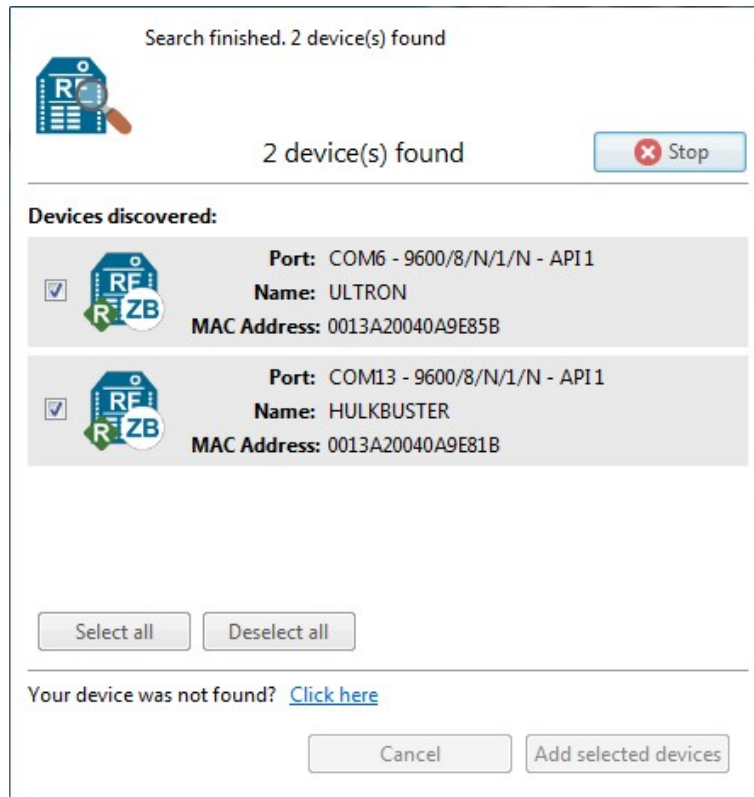 Search finished. 2 device(s) found
RF
2 device(s) found
Stop
Devices discovered:
Port: COM6 - 9600/8/N/1/N - API 1
RF
R ZB
Name: ULTRON
MAC Address: 0013A20040A9E85B
Port: COM13 - 9600/8/N/1/N - API 1
RF
R ZB
Name: HULKBUSTER
MAC Address: 0013A20040A9E81B
Select all Deselect all
Your device was not found? Click here
Cancel Add selected devices